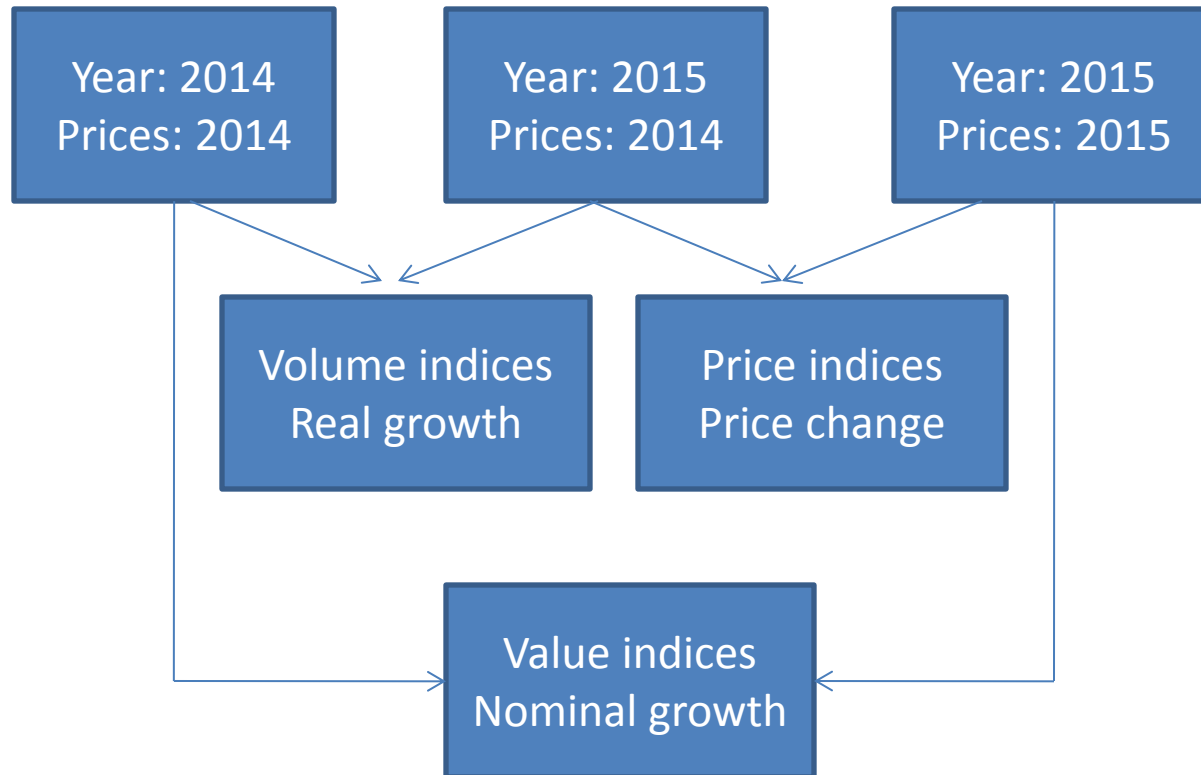 Year: 2014
Prices: 2014
Year: 2015
Prices: 2014
Year: 2015
Prices: 2015
Volume indices
Real growth
Price indices
Price change
Value indices
Nominal growth